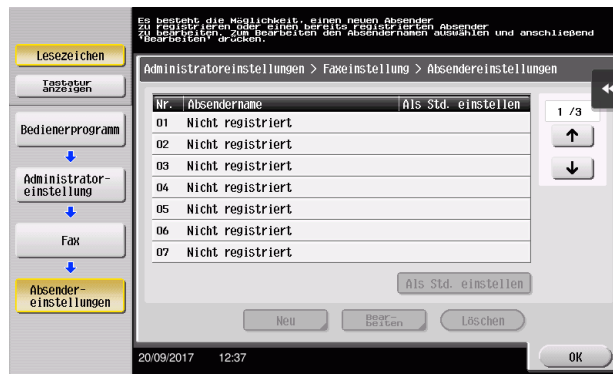 Es besteht die Möglichkeit, einen neuen Absender
zu registrieren oder einen bereits registrierten Absender
zu bearbeiten. Zum Bearbeiten den Absendernamen auswählen und anschließend
'Bearbeiten' drücken.
Lesezeichen
Tastatur
anzeigen
Bedienerprogramm
Administrator-
einstellung
Fax
Absender-
einstellungen
Administratoreinstellungen > Faxeinstellung > Absendereinstellungen
Nr. Absendername Als Std. einstellen
01 Nicht registriert
02 Nicht registriert
03 Nicht registriert
04 Nicht registriert
05 Nicht registriert
06 Nicht registriert
07 Nicht registriert
1 /3
Als Std. einstellen
Neu
Bear-
beiten
Löschen
20/09/2017 12:37
OK